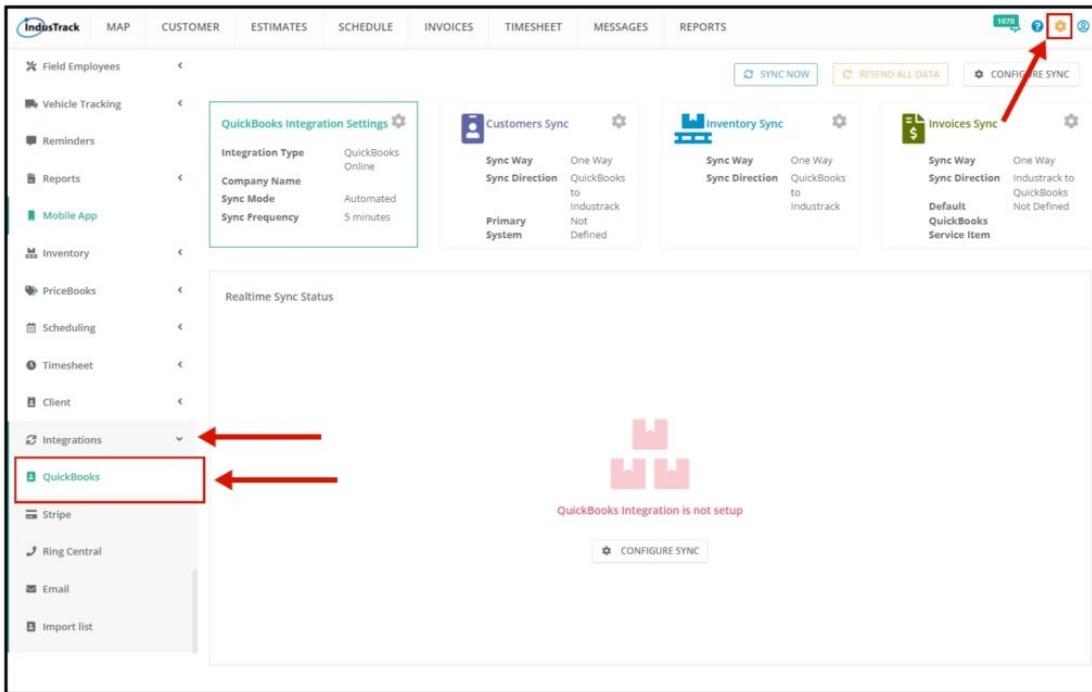 IndusTrack MAP CUSTOMER ESTIMATES SCHEDULE INVOICES TIMESHEET MESSAGES REPORTS 1078 ?
Field Employees
Vehicle Tracking
Reminders
Reports
Mobile App
Inventory
PriceBooks
Scheduling
Timesheet
Client
Integrations
QuickBooks
Stripe
Ring Central
Email
Import list
SYNC NOW RESEND ALL DATA CONFIGURE SYNC
QuickBooks Integration Settings
Integration Type QuickBooks
Online
Company Name
Sync Mode Automated
Sync Frequency 5 minutes
Customers Sync
Sync Way One Way
Sync Direction QuickBooks
to
Industrack
Primary Not
System Defined
Inventory Sync
Sync Way One Way
Sync Direction QuickBooks
to
Industrack
$ Invoices Sync
Sync Way One Way
Sync Direction Industrack to
QuickBooks
Default Not Defined
QuickBooks
Service Item
Realtime Sync Status
QuickBooks Integration is not setup
CONFIGURE SYNC